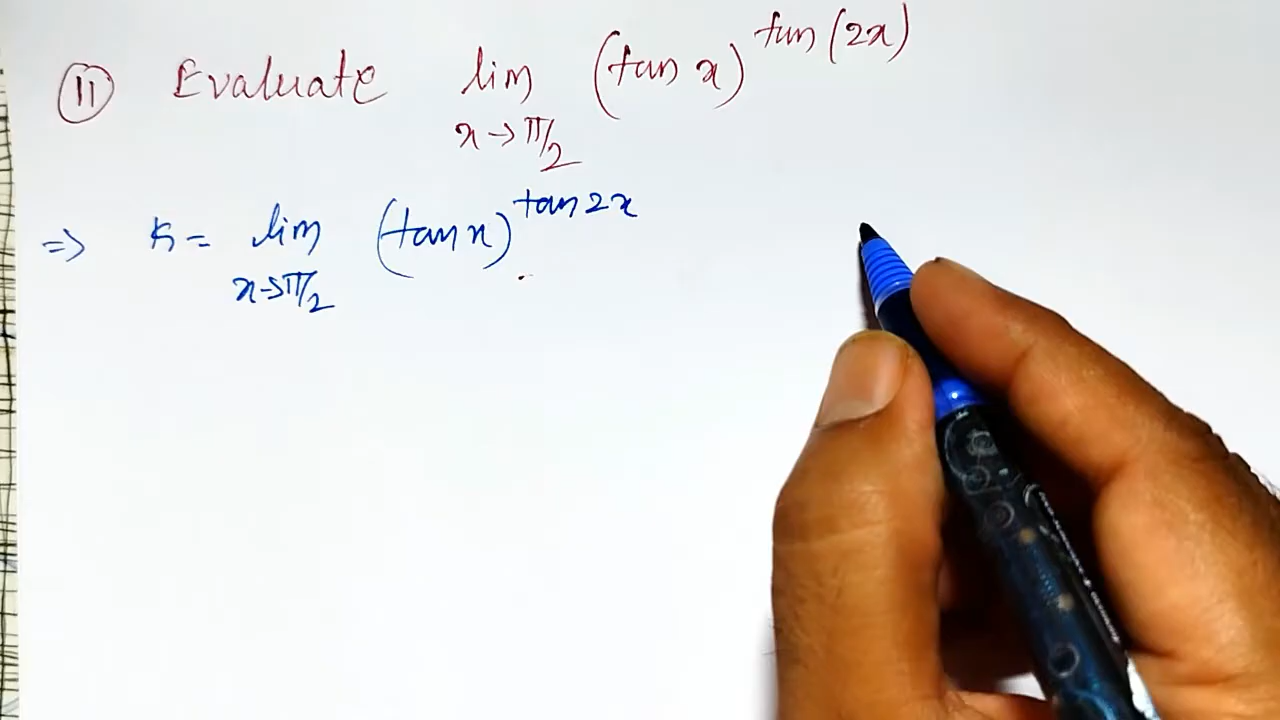 11 Evaluate lim (tan x)^tan(2x)
x→π/2
⇒ K = lim (tan x)^tan 2x
x→π/2